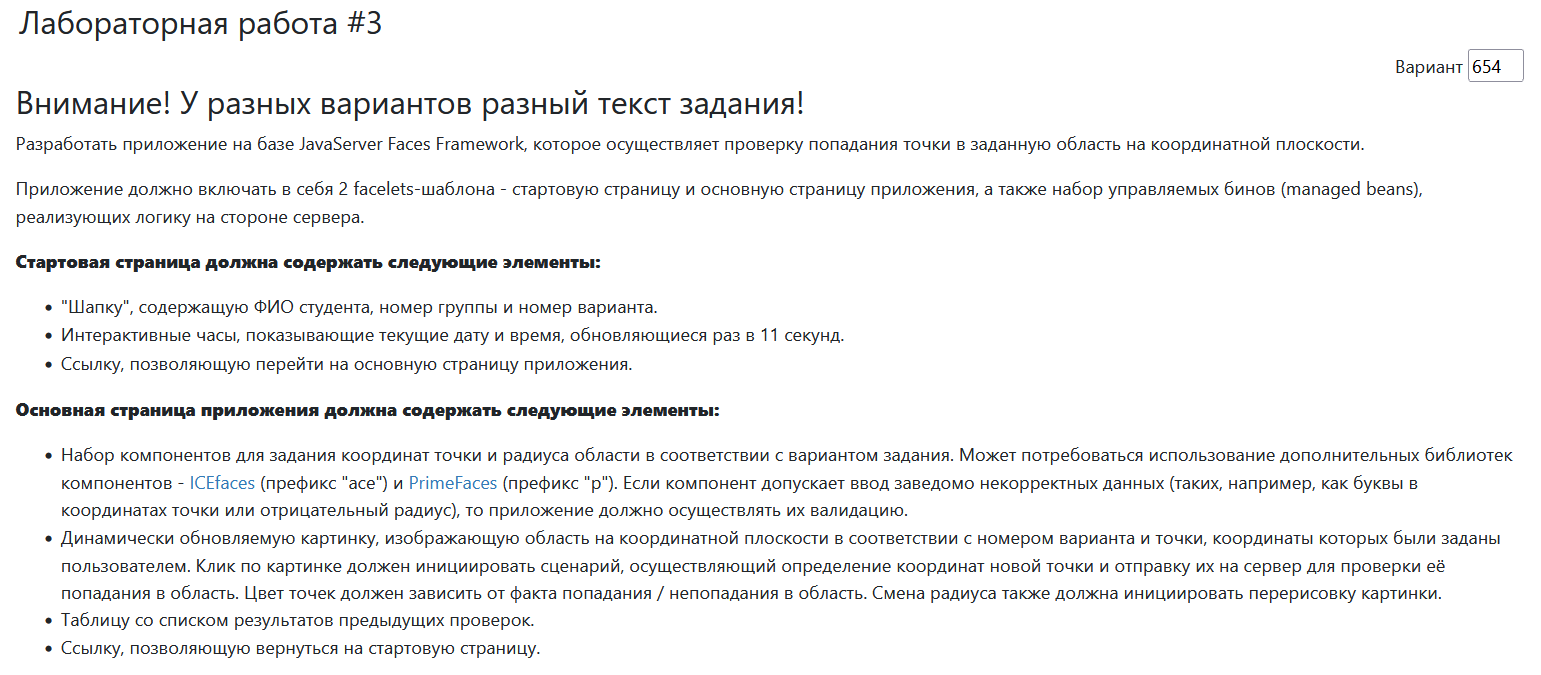 Лабораторная работа #3
Вариант 654
Внимание! У разных вариантов разный текст задания!
Разработать приложение на базе JavaServer Faces Framework, которое осуществляет проверку попадания точки в заданную область на координатной плоскости.
Приложение должно включать в себя 2 facelets-шаблона - стартовую страницу и основную страницу приложения, а также набор управляемых бинов (managed beans),
реализующих логику на стороне сервера.
Стартовая страница должна содержать следующие элементы:
• "Шапку", содержащую ФИО студента, номер группы и номер варианта.
• Интерактивные часы, показывающие текущие дату и время, обновляющиеся раз в 11 секунд.
• Ссылку, позволяющую перейти на основную страницу приложения.
Основная страница приложения должна содержать следующие элементы:
• Набор компонентов для задания координат точки и радиуса области в соответствии с вариантом задания. Может потребоваться использование дополнительных библиотек
компонентов - ICEfaces (префикс "ace") и PrimeFaces (префикс "p"). Если компонент допускает ввод заведомо некорректных данных (таких, например, как буквы в
координатах точки или отрицательный радиус), то приложение должно осуществлять их валидацию.
• Динамически обновляемую картинку, изображающую область на координатной плоскости в соответствии с номером варианта и точки, координаты которых были заданы
пользователем. Клик по картинке должен инициировать сценарий, осуществляющий определение координат новой точки и отправку их на сервер для проверки её
попадания в область. Цвет точек должен зависить от факта попадания / непопадания в область. Смена радиуса также должна инициировать перерисовку картинки.
• Таблицу со списком результатов предыдущих проверок.
• Ссылку, позволяющую вернуться на стартовую страницу.